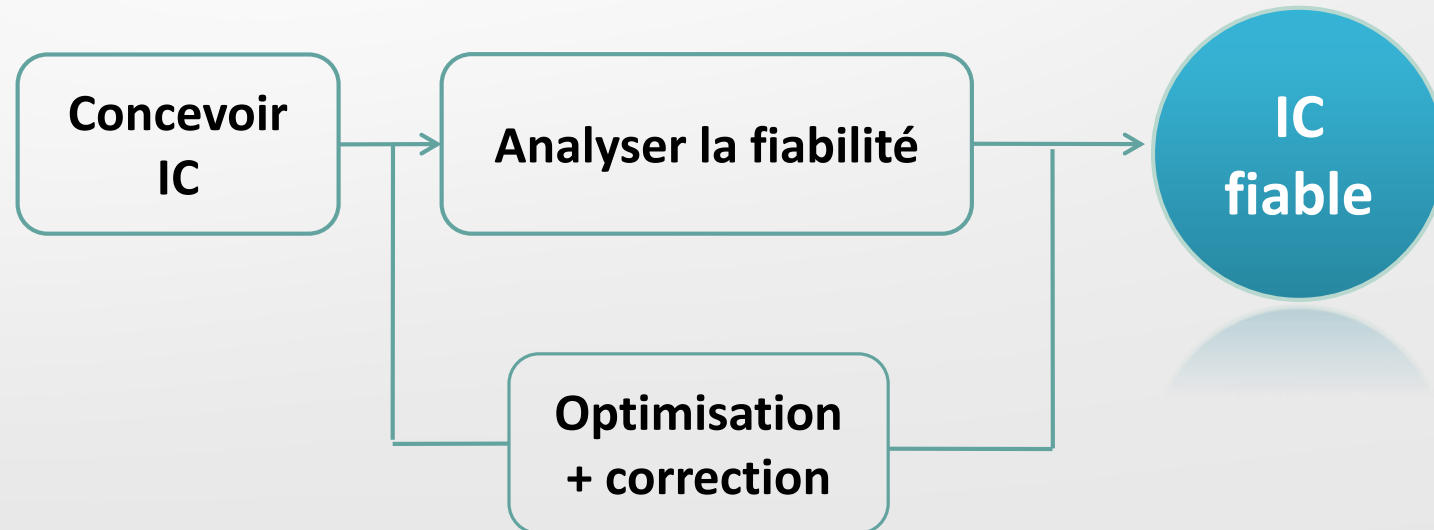 Concevoir
IC
Analyser la fiabilité
IC
fiable
Optimisation
+ correction